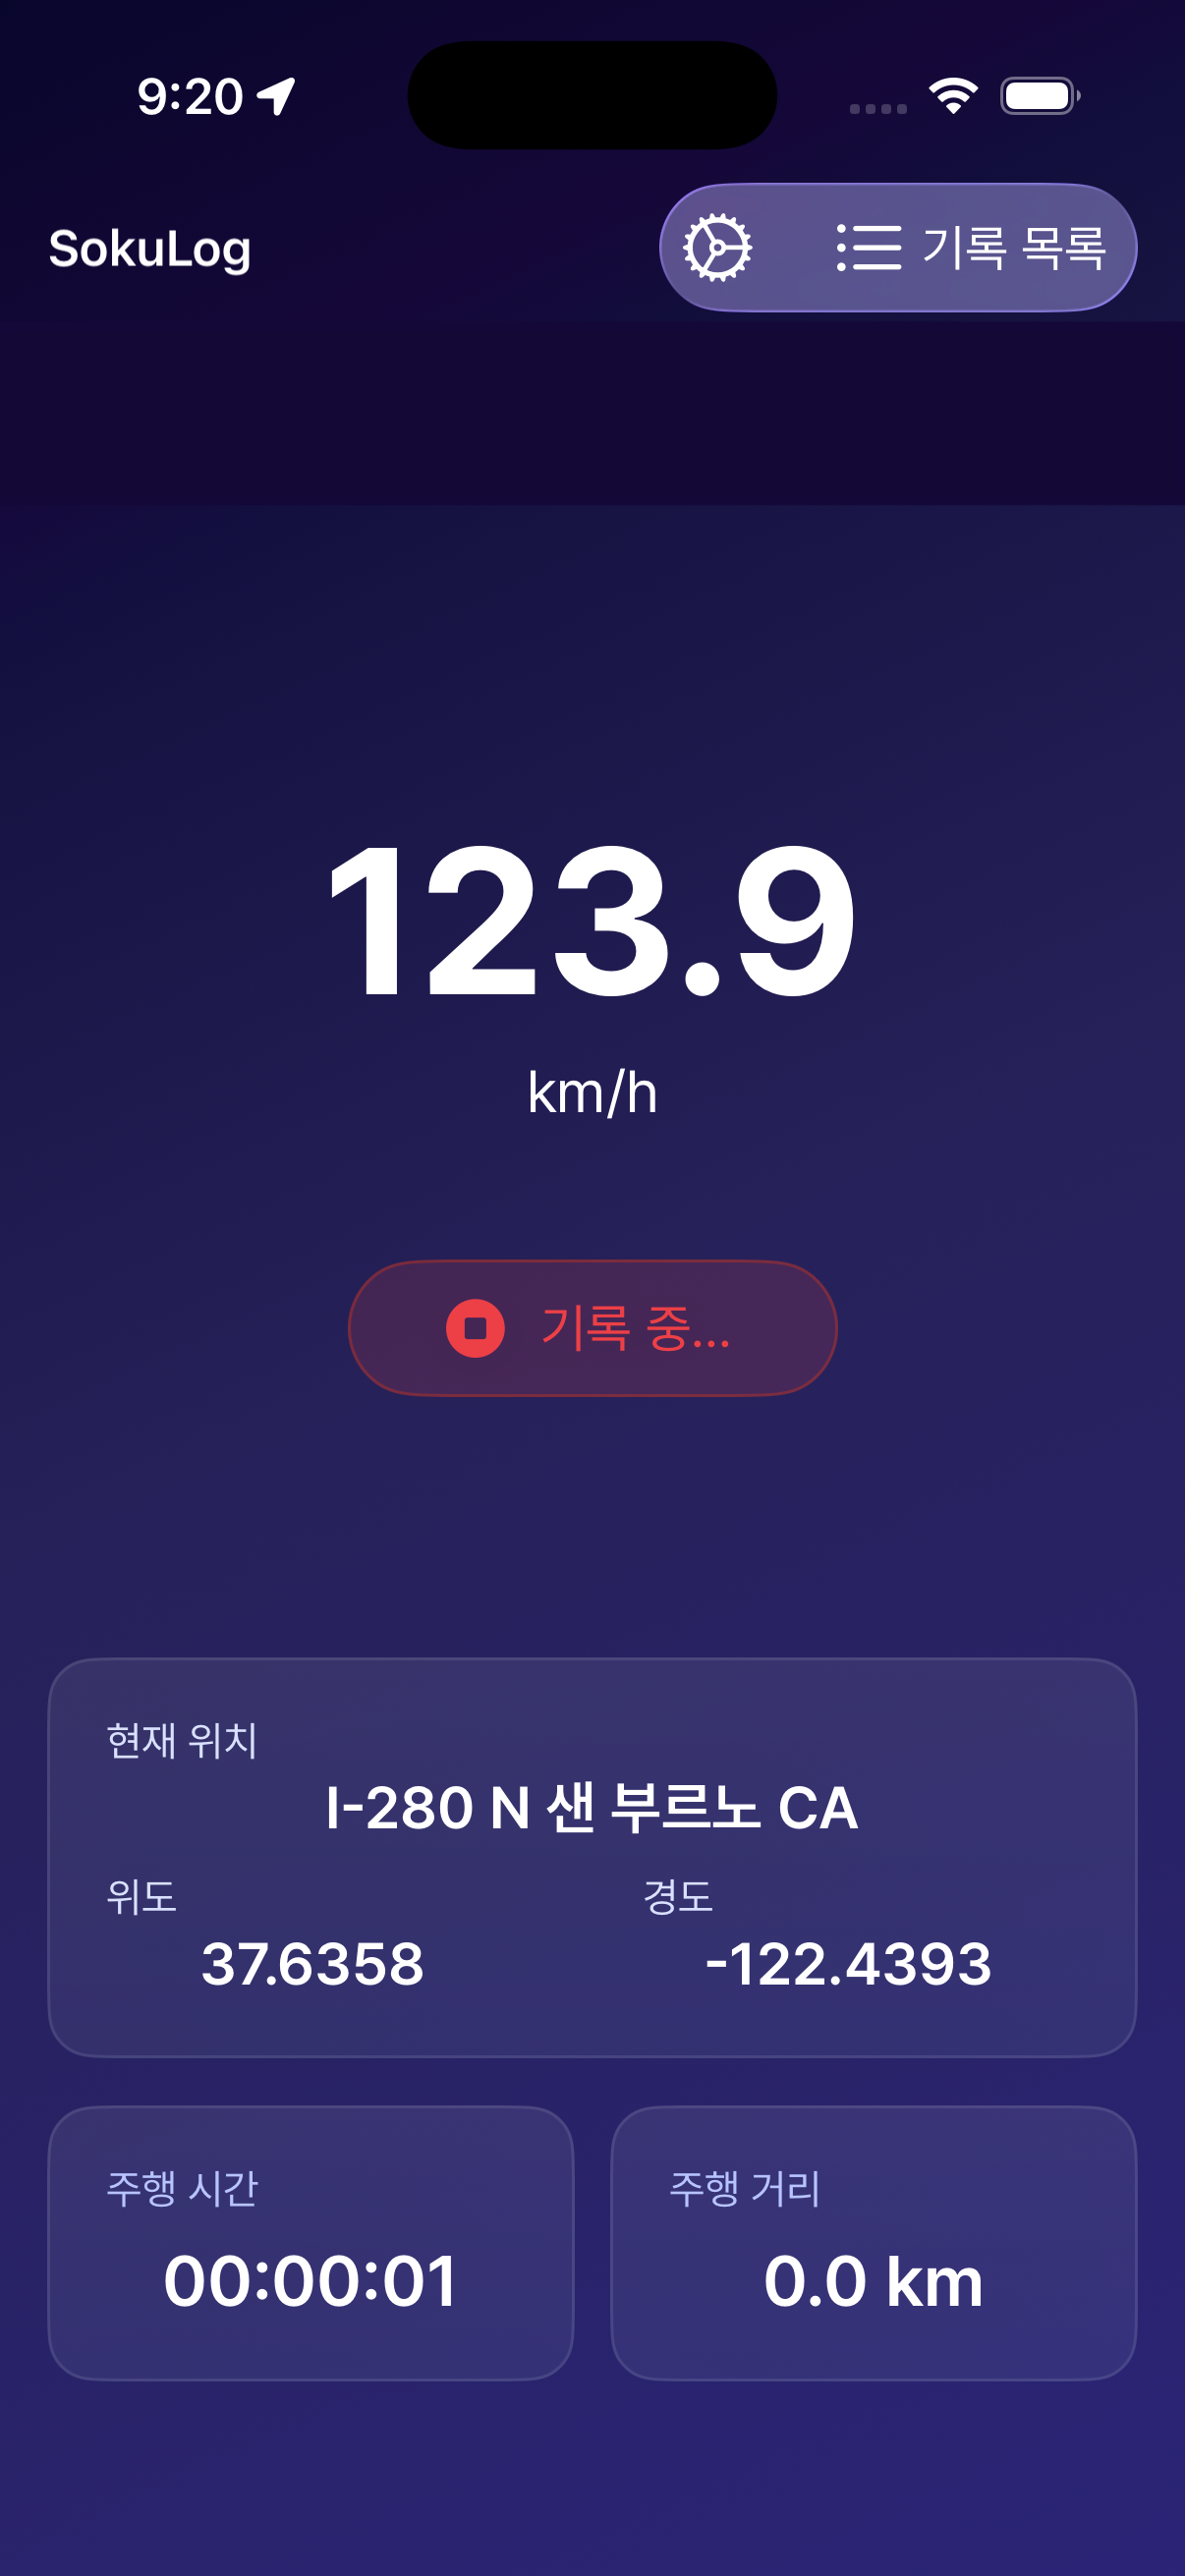 9:20
SokuLog
기록 목록
123.9
km/h
기록 중...
현재 위치
I-280 N 샌 부르노 CA
위도 경도
37.6358 -122.4393
주행 시간 주행 거리
00:00:01 0.0 km